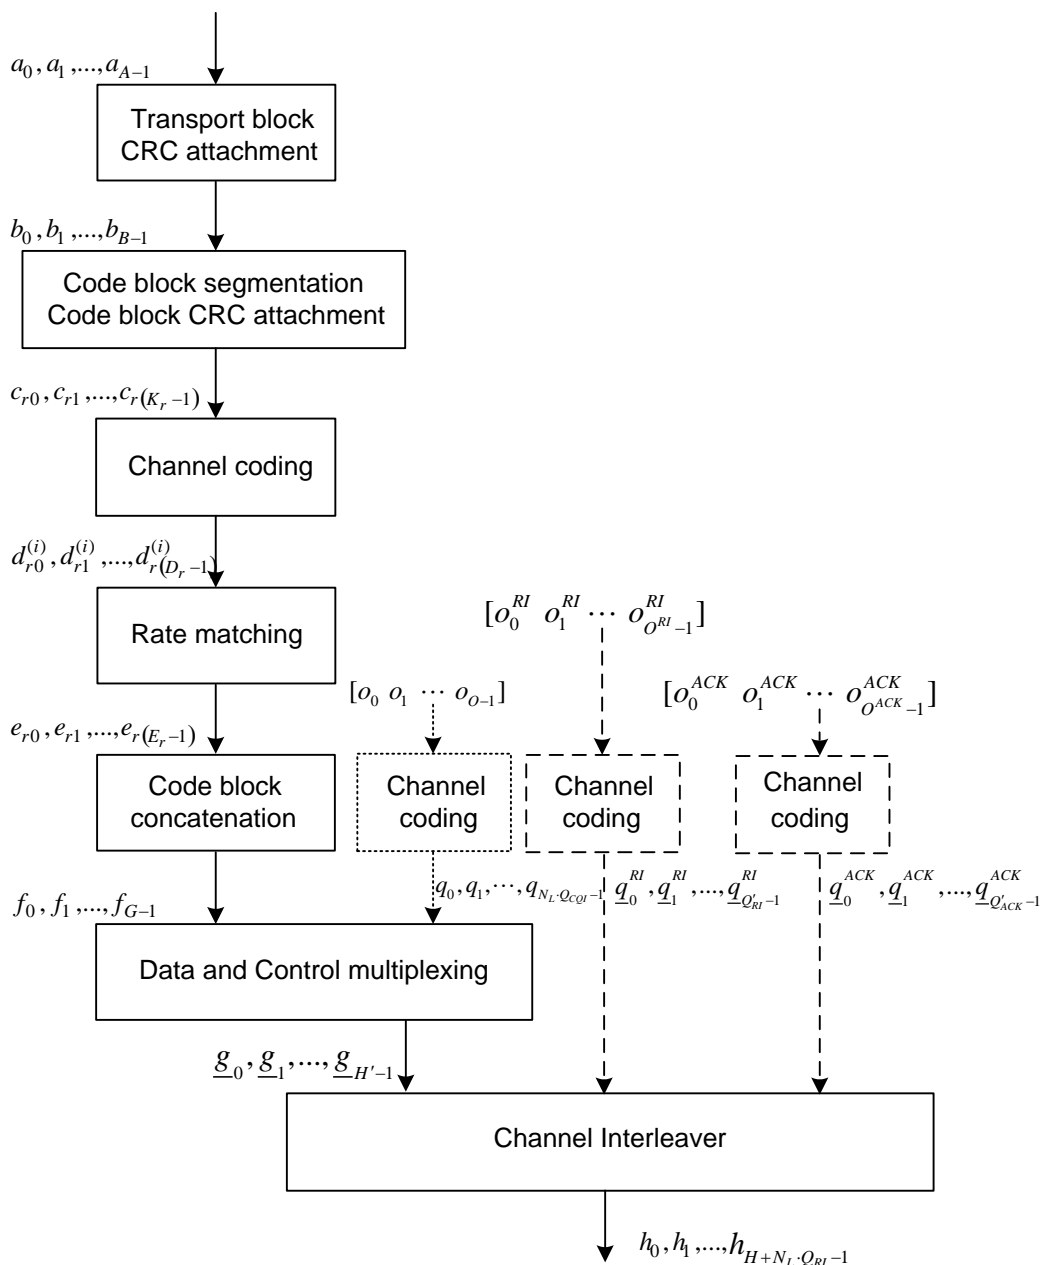 a_0, a_1, ..., a_{A−1}
Transport block
CRC attachment
b_0, b_1, ..., b_{B−1}
Code block segmentation
Code block CRC attachment
c_{r0}, c_{r1}, ..., c_{r(K_r−1)}
Channel coding
d_{r0}^{(i)}, d_{r1}^{(i)}, ..., d_{r(D_r−1)}^{(i)}
Rate matching
[o_0^{RI} o_1^{RI} ⋯ o_{O^{RI}−1}^{RI}]
[o_0 o_1 ⋯ o_{O−1}]
[o_0^{ACK} o_1^{ACK} ⋯ o_{O^{ACK}−1}^{ACK}]
e_{r0}, e_{r1}, ..., e_{r(E_r−1)}
Code block
concatenation
Channel
coding
Channel
coding
Channel
coding
f_0, f_1, ..., f_{G−1}
q_0, q_1, ⋯, q_{N_L·Q_{CQI}−1}
q_0^{RI}, q_1^{RI}, ..., q_{Q'_{RI}−1}^{RI}
q_0^{ACK}, q_1^{ACK}, ..., q_{Q'_{ACK}−1}^{ACK}
Data and Control multiplexing
g_0, g_1, ..., g_{H'−1}
Channel Interleaver
h_0, h_1, ..., h_{H+N_L·Q_{RI}−1}